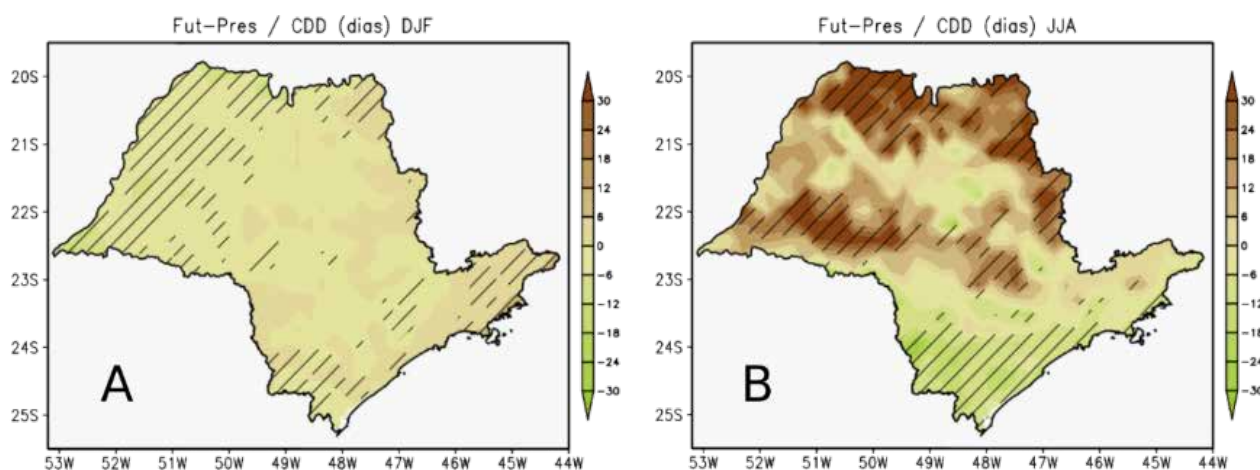 Fut-Pres / CDD (dias) DJF
20S
21S
22S
23S
24S
25S
53W 52W 51W 50W 49W 48W 47W 46W 45W 44W
30
24
18
12
6
0
-6
-12
-18
-24
-30
A
Fut-Pres / CDD (dias) JJA
20S
21S
22S
23S
24S
25S
53W 52W 51W 50W 49W 48W 47W 46W 45W 44W
30
24
18
12
6
0
-6
-12
-18
-24
-30
B